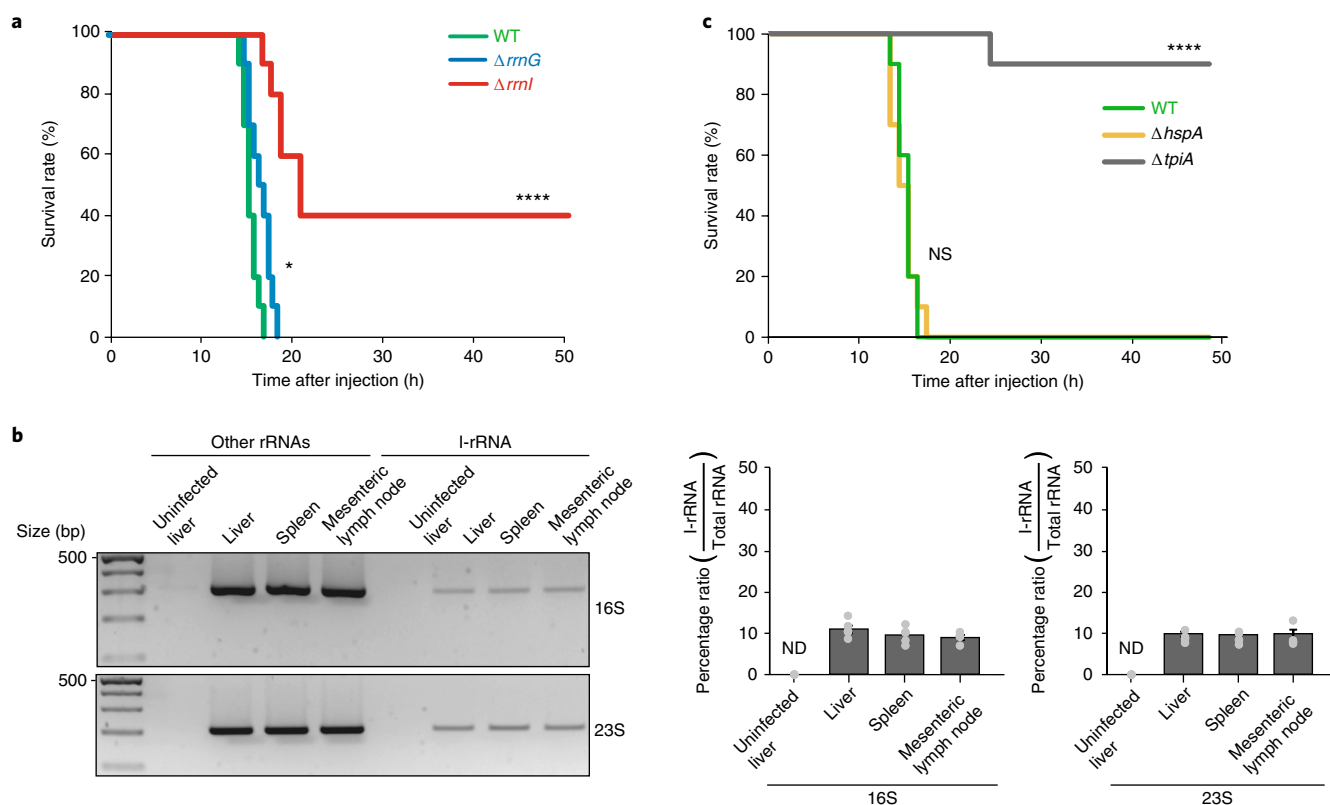 a
100
80
60
40
20
0
Survival rate (%)
WT
ΔrrnG
ΔrrnI
****
*
0 10 20 30 40 50
Time after injection (h)
c
100
80
60
40
20
0
Survival rate (%)
****
WT
ΔhspA
ΔtpiA
NS
0 10 20 30 40 50
Time after injection (h)
b
Other rRNAs
I-rRNA
Size (bp)
Uninfected
liver
Liver
Spleen
Mesenteric
lymph node
Uninfected
liver
Liver
Spleen
Mesenteric
lymph node
500
16S
500
23S
Percentage ratio (I-rRNA
Total rRNA)
50
40
30
20
10
0
ND
Uninfected
liver
Liver
Spleen
Mesenteric
lymph node
16S
Percentage ratio (I-rRNA
Total rRNA)
50
40
30
20
10
0
ND
Uninfected
liver
Liver
Spleen
Mesenteric
lymph node
23S